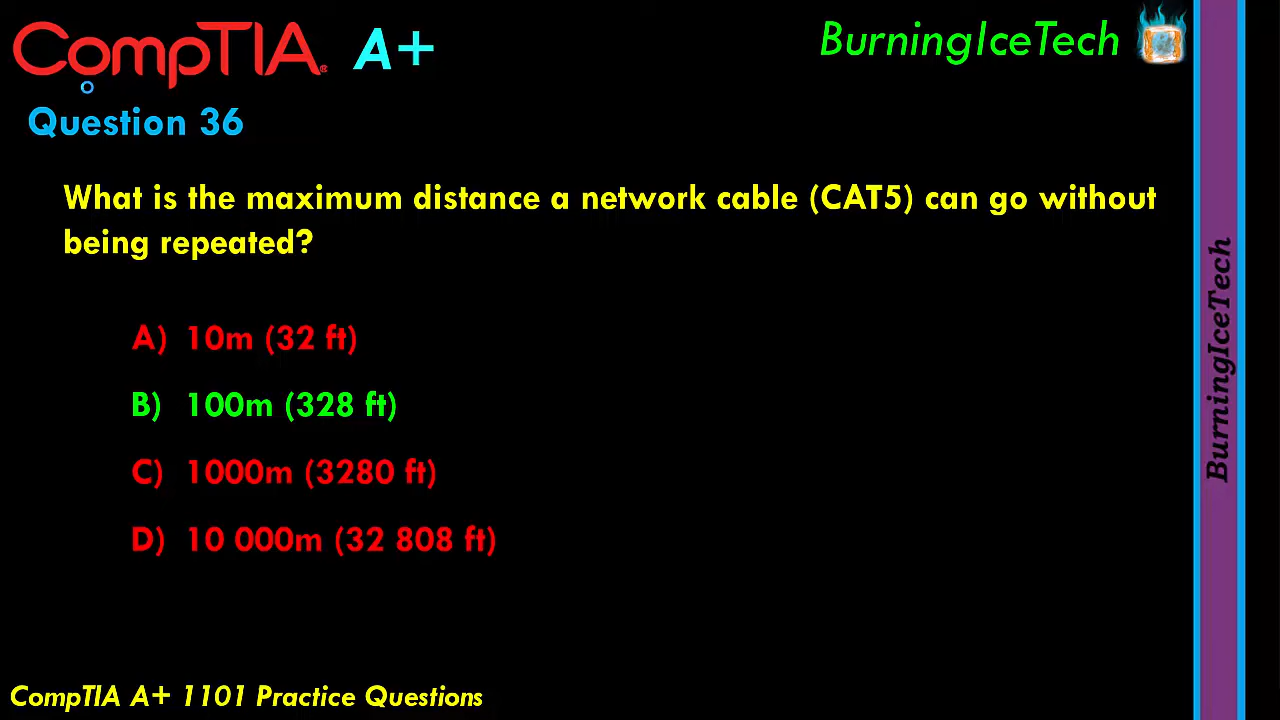 CompTIA® A+
BurningIceTech
Question 36
What is the maximum distance a network cable (CAT5) can go without
being repeated?
A) 10m (32 ft)
B) 100m (328 ft)
C) 1000m (3280 ft)
D) 10 000m (32 808 ft)
CompTIA A+ 1101 Practice Questions
BurningIceTech